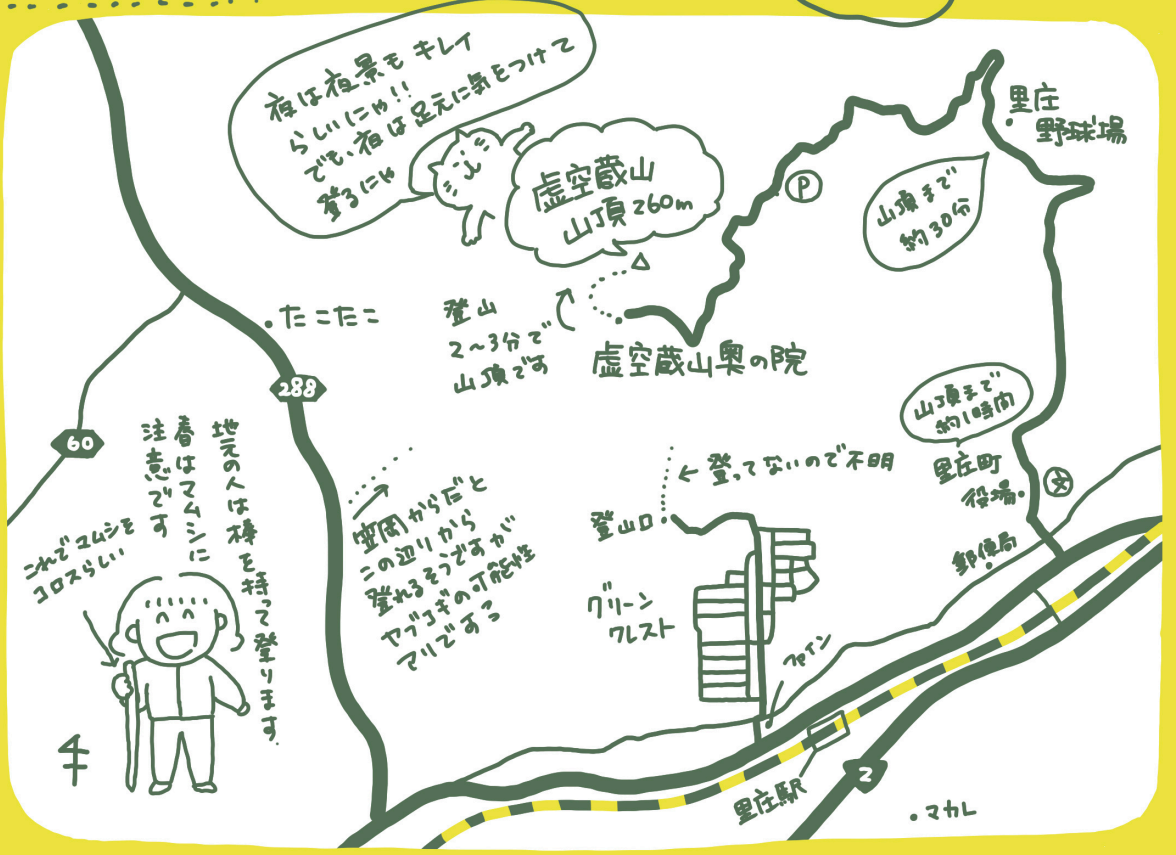 夜は夜景も キレイ
らしいにゃ!!
でも、夜は足元に気をつけて
登るにゃ
虚空蔵山
山頂260m
里庄
野球場
P
山頂まで
約30分
・たこたこ
登山
2～3分で
山頂です
虚空蔵山奥の院
288
60
地元の人は棒を持って登ります。
春はマムシに
注意です
これでマムシを
コロスらしい
笠岡からだと
この辺りから
登れるそうですが
ヤブコギの可能性
アリですっ
← 登ってないので不明
登山口
グリーン
クレスト
山頂まで
約1時間
里庄町
役場
文
郵便局
ファイン
里庄駅
2
・マカレ